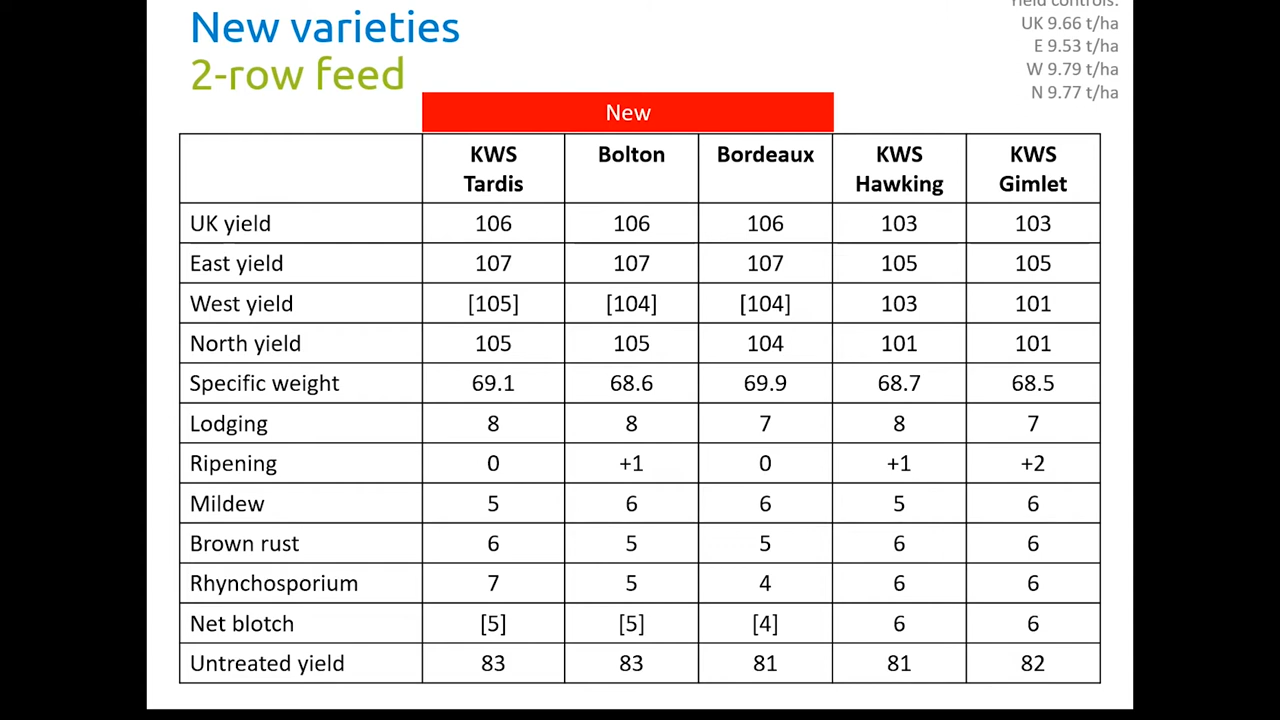 New varieties
2-row feed
Yield controls:
UK 9.66 t/ha
E 9.53 t/ha
W 9.79 t/ha
N 9.77 t/ha
New
KWS Tardis Bolton Bordeaux KWS Hawking KWS Gimlet
UK yield 106 106 106 103 103
East yield 107 107 107 105 105
West yield [105] [104] [104] 103 101
North yield 105 105 104 101 101
Specific weight 69.1 68.6 69.9 68.7 68.5
Lodging 8 8 7 8 7
Ripening 0 +1 0 +1 +2
Mildew 5 6 6 5 6
Brown rust 6 5 5 6 6
Rhynchosporium 7 5 4 6 6
Net blotch [5] [5] [4] 6 6
Untreated yield 83 83 81 81 82